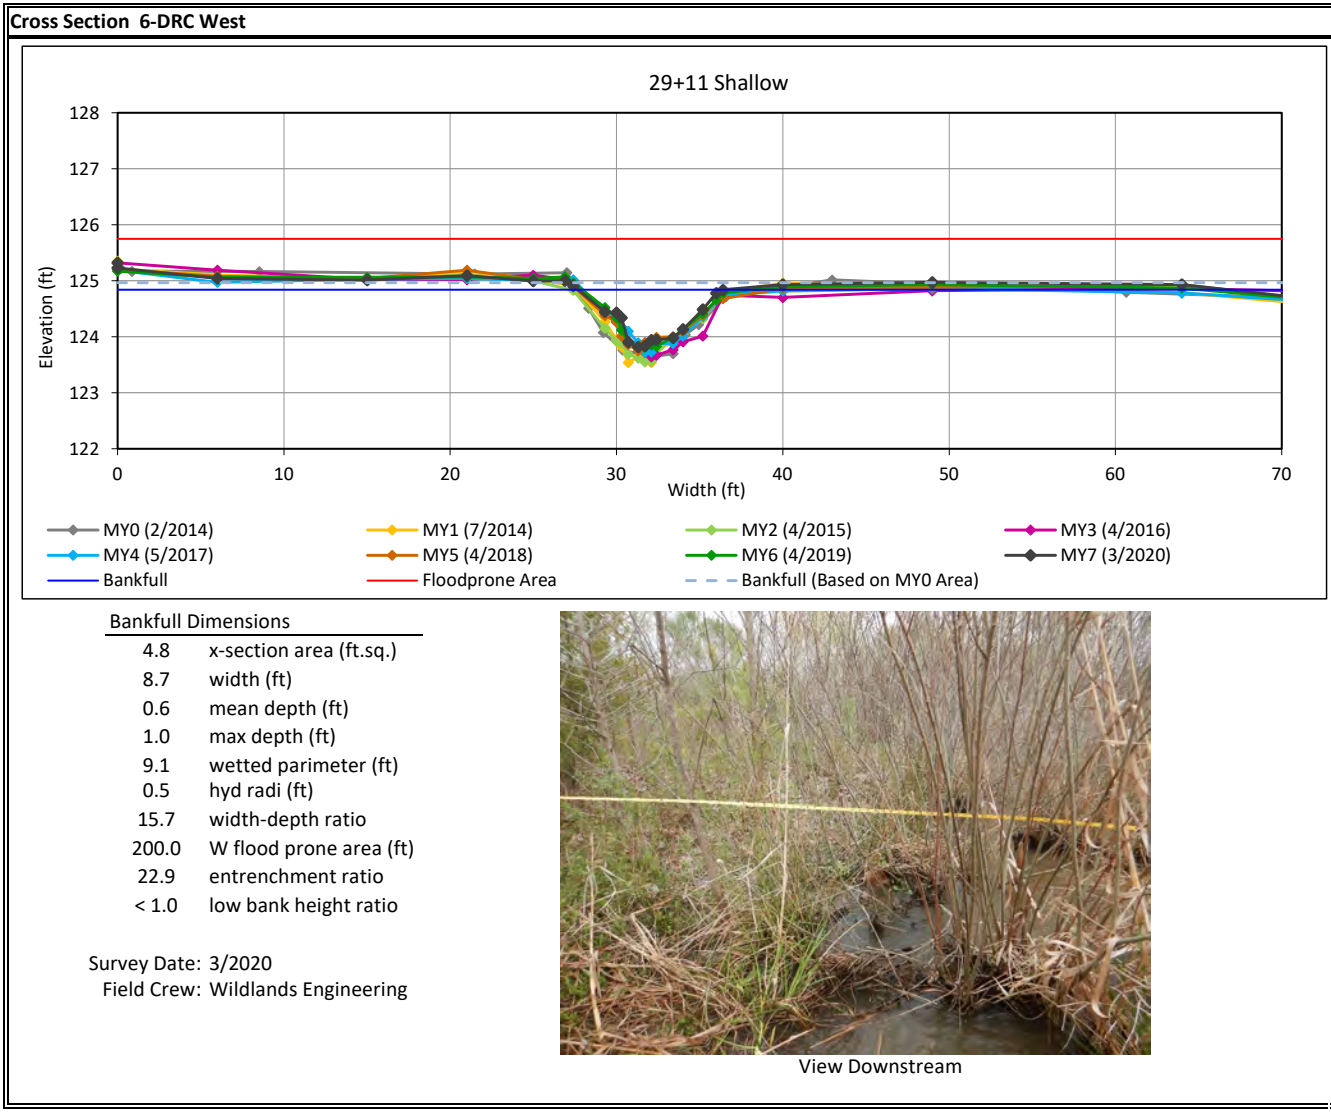 Cross Section  6-DRC West
29+11 Shallow
128
127
126
125
124
123
122
Elevation (ft)
0 10 20 30 40 50 60 70
Width (ft)
MY0 (2/2014) MY1 (7/2014) MY2 (4/2015) MY3 (4/2016)
MY4 (5/2017) MY5 (4/2018) MY6 (4/2019) MY7 (3/2020)
Bankfull Floodprone Area Bankfull (Based on MY0 Area)
Bankfull Dimensions
4.8 x-section area (ft.sq.)
8.7 width (ft)
0.6 mean depth (ft)
1.0 max depth (ft)
9.1 wetted parimeter (ft)
0.5 hyd radi (ft)
15.7 width-depth ratio
200.0 W flood prone area (ft)
22.9 entrenchment ratio
< 1.0 low bank height ratio
Survey Date: 3/2020
Field Crew: Wildlands Engineering
View Downstream